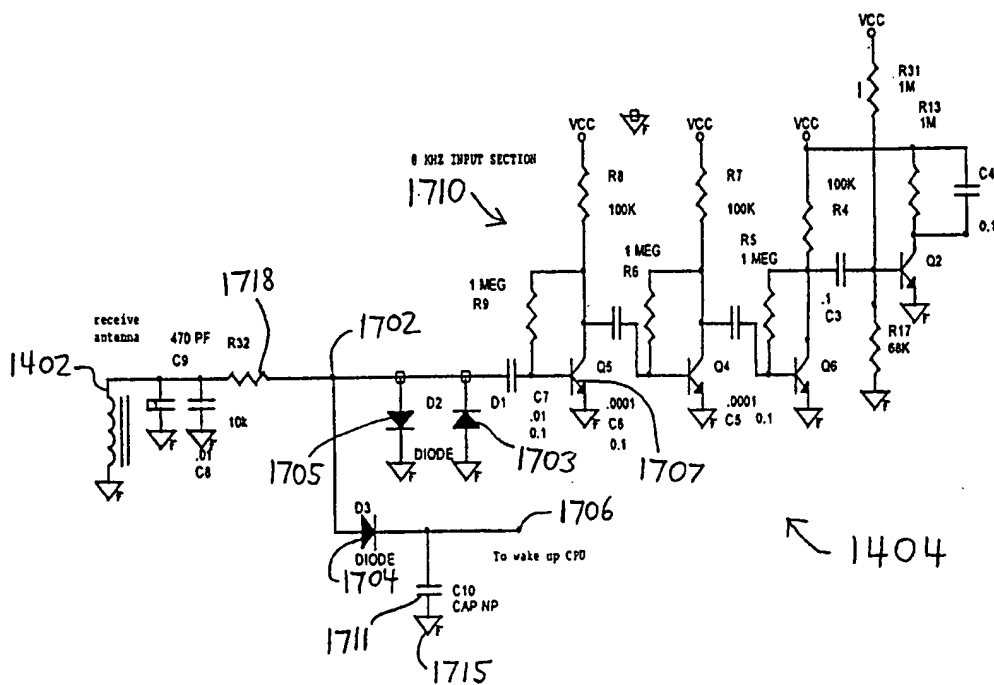 VCC
R31
1M
R13
1M
VCC
VCC
VCC
8 KHZ INPUT SECTION
1710
R8
100K
R7
100K
100K
R4
C4
0.1
1 MEG
R9
1 MEG
R6
R5
1 MEG
Q2
.1
C3
R17
68K
1718
1702
receive
antenna
470 PF
C9
R32
1402
Q5
Q4
Q6
10k
.01
C8
D2
D1
C7
.01
0.1
.0001
C6
0.1
.0001
C5
0.1
DIODE
1705
1703
1707
D3
1706
To wake up CPU
DIODE
1704
C10
CAP NP
1711
1715
1404
F
F
F
F
F
F
F
F
F
F
F
F